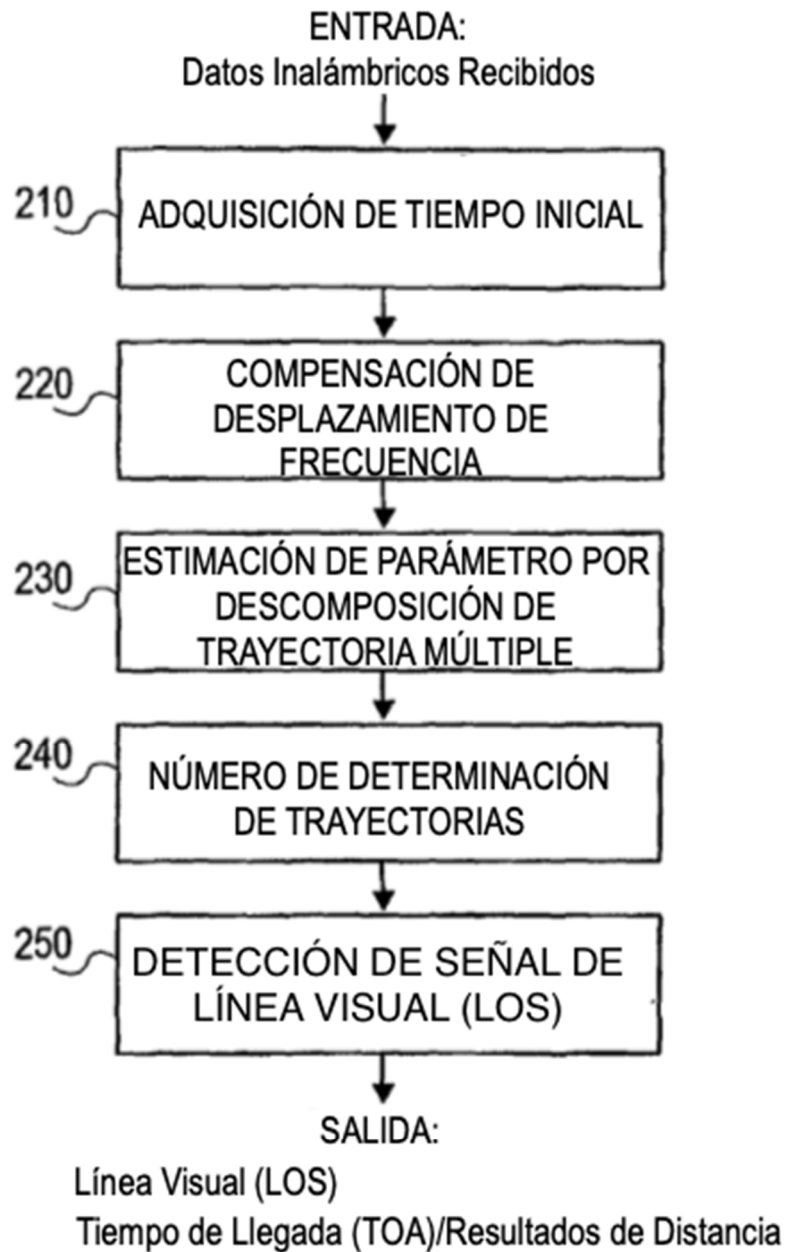 ENTRADA:
Datos Inalámbricos Recibidos
210
ADQUISICIÓN DE TIEMPO INICIAL
220
COMPENSACIÓN DE
DESPLAZAMIENTO DE
FRECUENCIA
230
ESTIMACIÓN DE PARÁMETRO POR
DESCOMPOSICIÓN DE
TRAYECTORIA MÚLTIPLE
240
NÚMERO DE DETERMINACIÓN
DE TRAYECTORIAS
250
DETECCIÓN DE SEÑAL DE
LÍNEA VISUAL (LOS)
SALIDA:
Línea Visual (LOS)
Tiempo de Llegada (TOA)/Resultados de Distancia